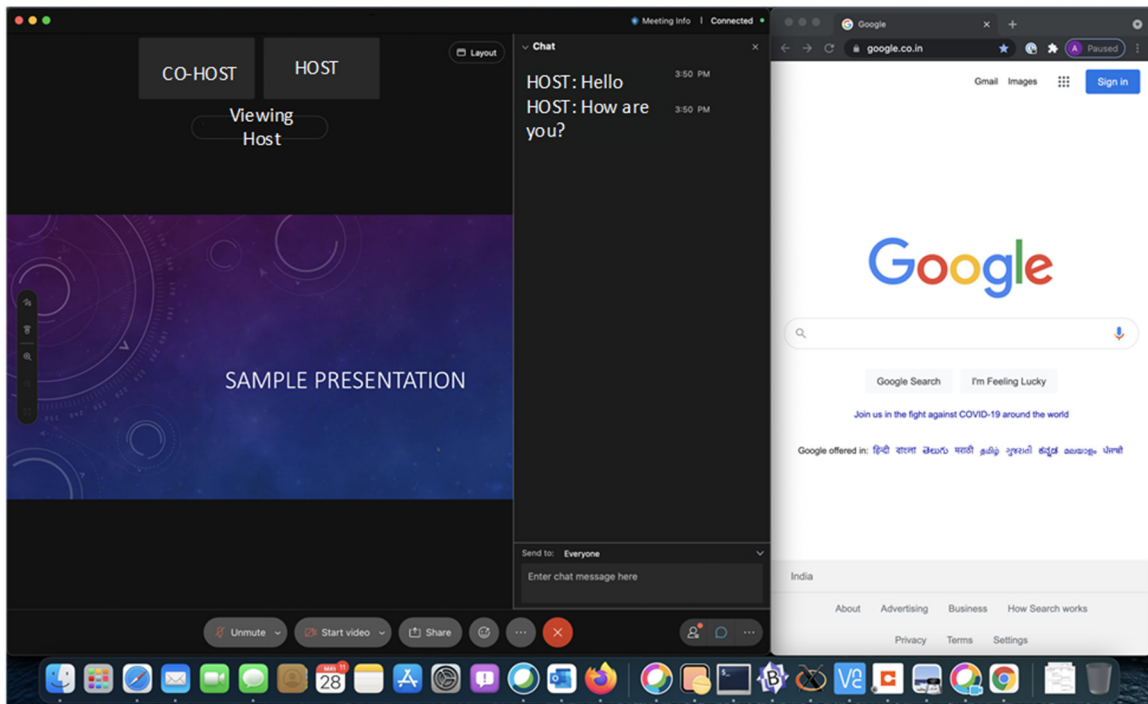 Meeting Info | Connected
Layout
CO-HOST
HOST
Viewing
Host
SAMPLE PRESENTATION
Chat
HOST: Hello 3:50 PM
HOST: How are 3:50 PM
you?
Send to: Everyone
Enter chat message here
Unmute
Start video
Share
Google
google.co.in
A Paused
Gmail Images
Sign in
Google
Google Search I'm Feeling Lucky
Join us in the fight against COVID-19 around the world
Google offered in: हिन्दी বাংলা తెలుగు मराठी தமிழ் ગુજરાતી ಕನ್ನಡ മലയാളം ਪੰਜਾਬੀ
India
About Advertising Business How Search works
Privacy Terms Settings
MAY 11
28